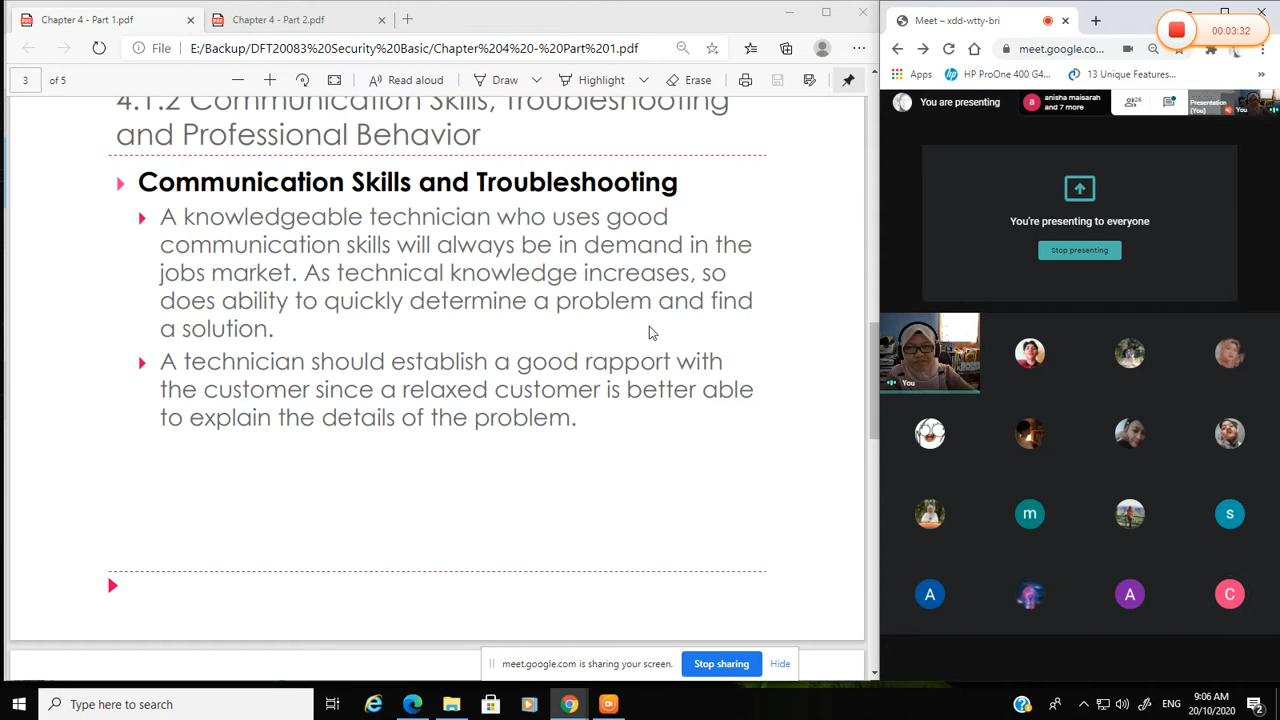 Chapter 4 - Part 1.pdf
Chapter 4 - Part 2.pdf
File
E:/Backup/DFT20083%20Security%20Basic/Chapter%204%20-%20Part%201.pdf
3 of 5
Read aloud
Draw
Highlight
Erase
4.1.2 Communication Skills, Troubleshooting
and Professional Behavior
Communication Skills and Troubleshooting
A knowledgeable technician who uses good
communication skills will always be in demand in the
jobs market. As technical knowledge increases, so
does ability to quickly determine a problem and find
a solution.
A technician should establish a good rapport with
the customer since a relaxed customer is better able
to explain the details of the problem.
meet.google.com is sharing your screen.
Stop sharing
Hide
Meet – xdd-wtty-bri
00:03:32
meet.google.co...
Apps
HP ProOne 400 G4...
13 Unique Features...
»
You are presenting
a
anisha maisarah
and 7 more
26
Presentation
(You)
You
You're presenting to everyone
Stop presenting
You
m
s
A
A
C
Type here to search
ENG
9:06 AM
20/10/2020
2